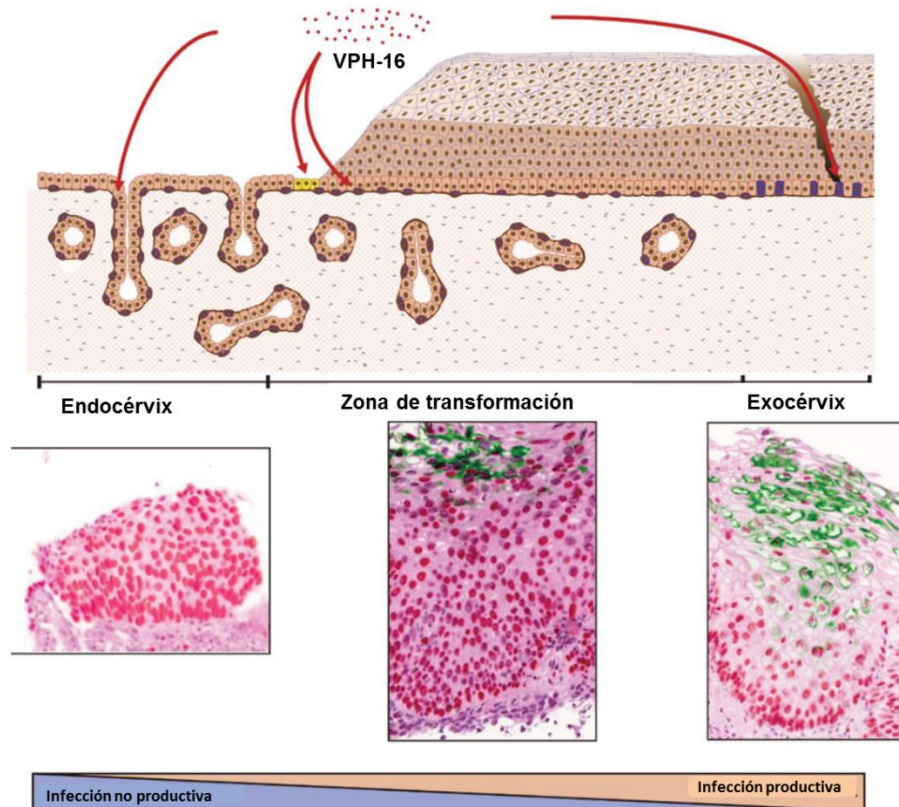 VPH-16
Endocérvix
Zona de transformación
Exocérvix
Infección productiva
Infección no productiva